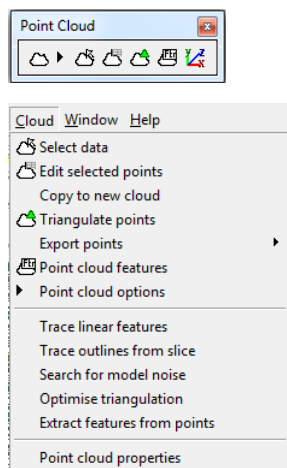 Point Cloud
Cloud Window Help
Select data
Edit selected points
Copy to new cloud
Triangulate points
Export points
Point cloud features
Point cloud options
Trace linear features
Trace outlines from slice
Search for model noise
Optimise triangulation
Extract features from points
Point cloud properties